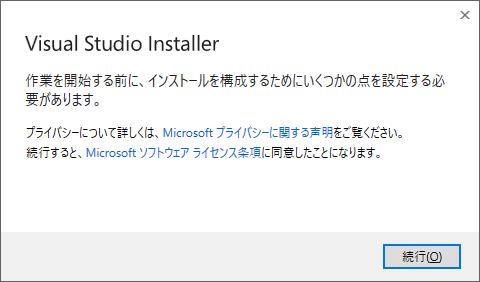 Visual Studio Installer
作業を開始する前に、インストールを構成するためにいくつかの点を設定する必
要があります。
プライバシーについて詳しくは、Microsoft プライバシーに関する声明をご覧ください。
続行すると、Microsoft ソフトウェア ライセンス条項に同意したことになります。
続行(O)